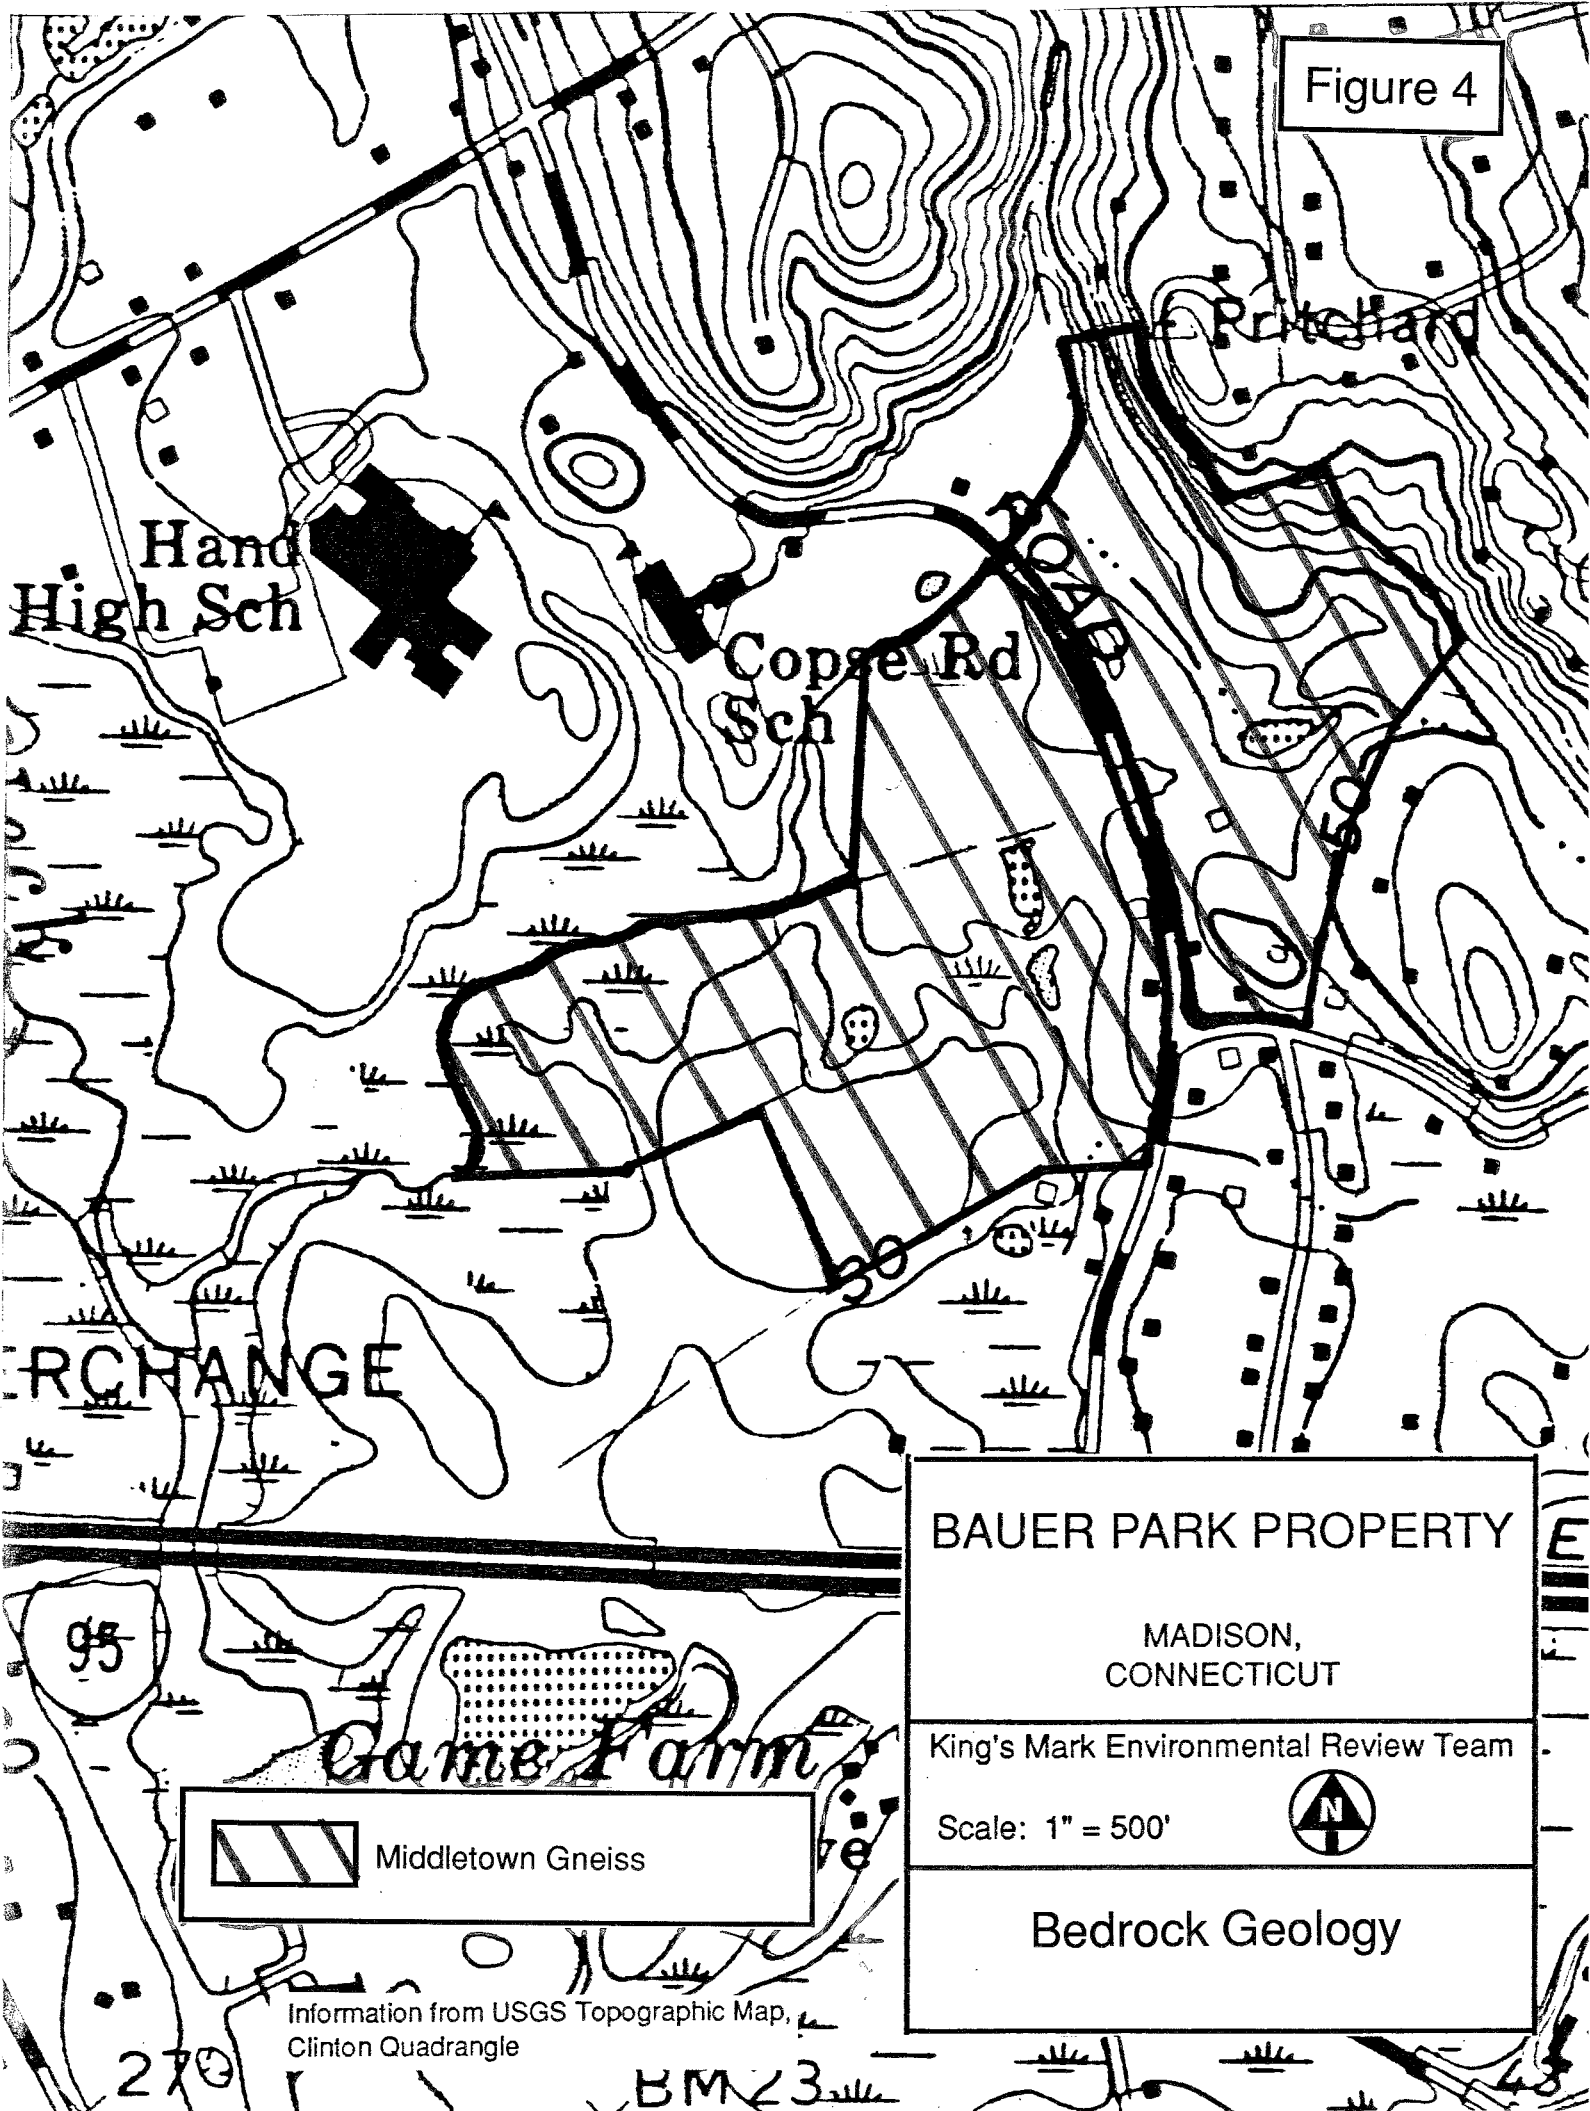 Figure 4
Pritchard
Hand
High Sch
ROAD
Copse Rd
Sch
50
30
ERCHANGE
95
Game Farm
BAUER PARK PROPERTY
MADISON,
CONNECTICUT
King's Mark Environmental Review Team
Scale: 1" = 500'
N
Bedrock Geology
E
ve
Middletown Gneiss
Information from USGS Topographic Map,
Clinton Quadrangle
BM 23